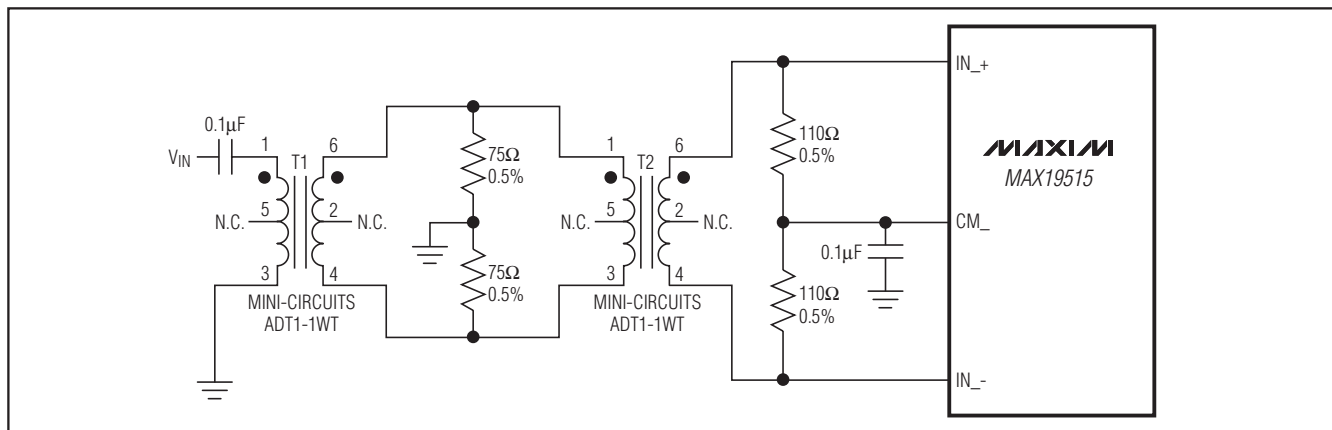 0.1μF
VIN
1
T1
6
5
2
N.C.
N.C.
3
4
MINI-CIRCUITS
ADT1-1WT
75Ω
0.5%
75Ω
0.5%
1
T2
6
5
2
N.C.
N.C.
3
4
MINI-CIRCUITS
ADT1-1WT
110Ω
0.5%
0.1μF
110Ω
0.5%
IN_+
MAXIM
MAX19515
CM_
IN_-